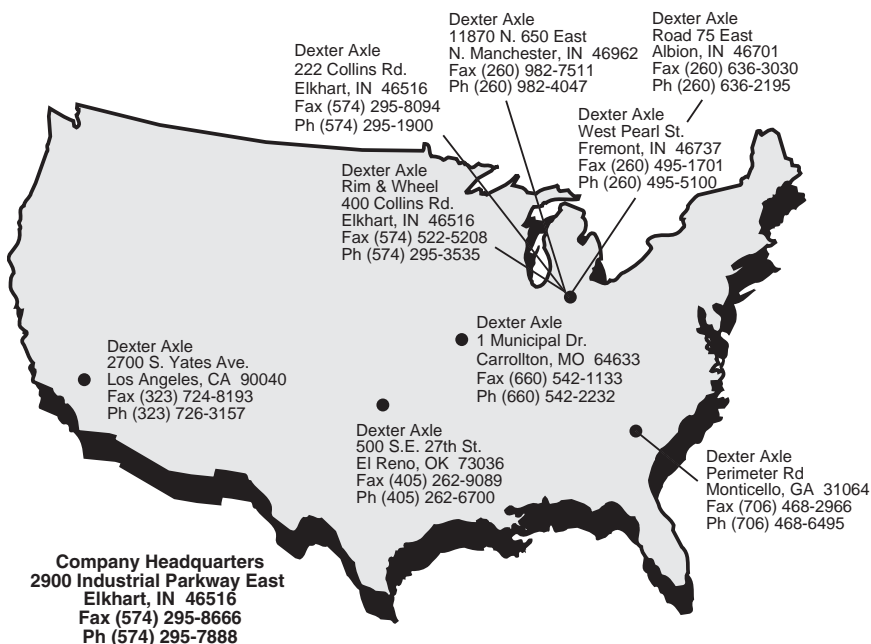 Dexter Axle
11870 N. 650 East
N. Manchester, IN 46962
Fax (260) 982-7511
Ph (260) 982-4047
Dexter Axle
Road 75 East
Albion, IN 46701
Fax (260) 636-3030
Ph (260) 636-2195
Dexter Axle
222 Collins Rd.
Elkhart, IN 46516
Fax (574) 295-8094
Ph (574) 295-1900
Dexter Axle
West Pearl St.
Fremont, IN 46737
Fax (260) 495-1701
Ph (260) 495-5100
Dexter Axle
Rim & Wheel
400 Collins Rd.
Elkhart, IN 46516
Fax (574) 522-5208
Ph (574) 295-3535
Dexter Axle
1 Municipal Dr.
Carrollton, MO 64633
Fax (660) 542-1133
Ph (660) 542-2232
Dexter Axle
2700 S. Yates Ave.
Los Angeles, CA 90040
Fax (323) 724-8193
Ph (323) 726-3157
Dexter Axle
500 S.E. 27th St.
El Reno, OK 73036
Fax (405) 262-9089
Ph (405) 262-6700
Dexter Axle
Perimeter Rd
Monticello, GA 31064
Fax (706) 468-2966
Ph (706) 468-6495
Company Headquarters
2900 Industrial Parkway East
Elkhart, IN 46516
Fax (574) 295-8666
Ph (574) 295-7888